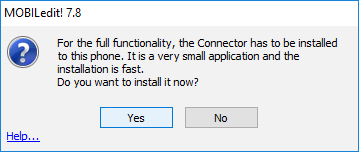 MOBILedit! 7.8
For the full functionality, the Connector has to be installed
to this phone. It is a very small application and the
installation is fast.
Do you want to install it now?
Yes No
Help...